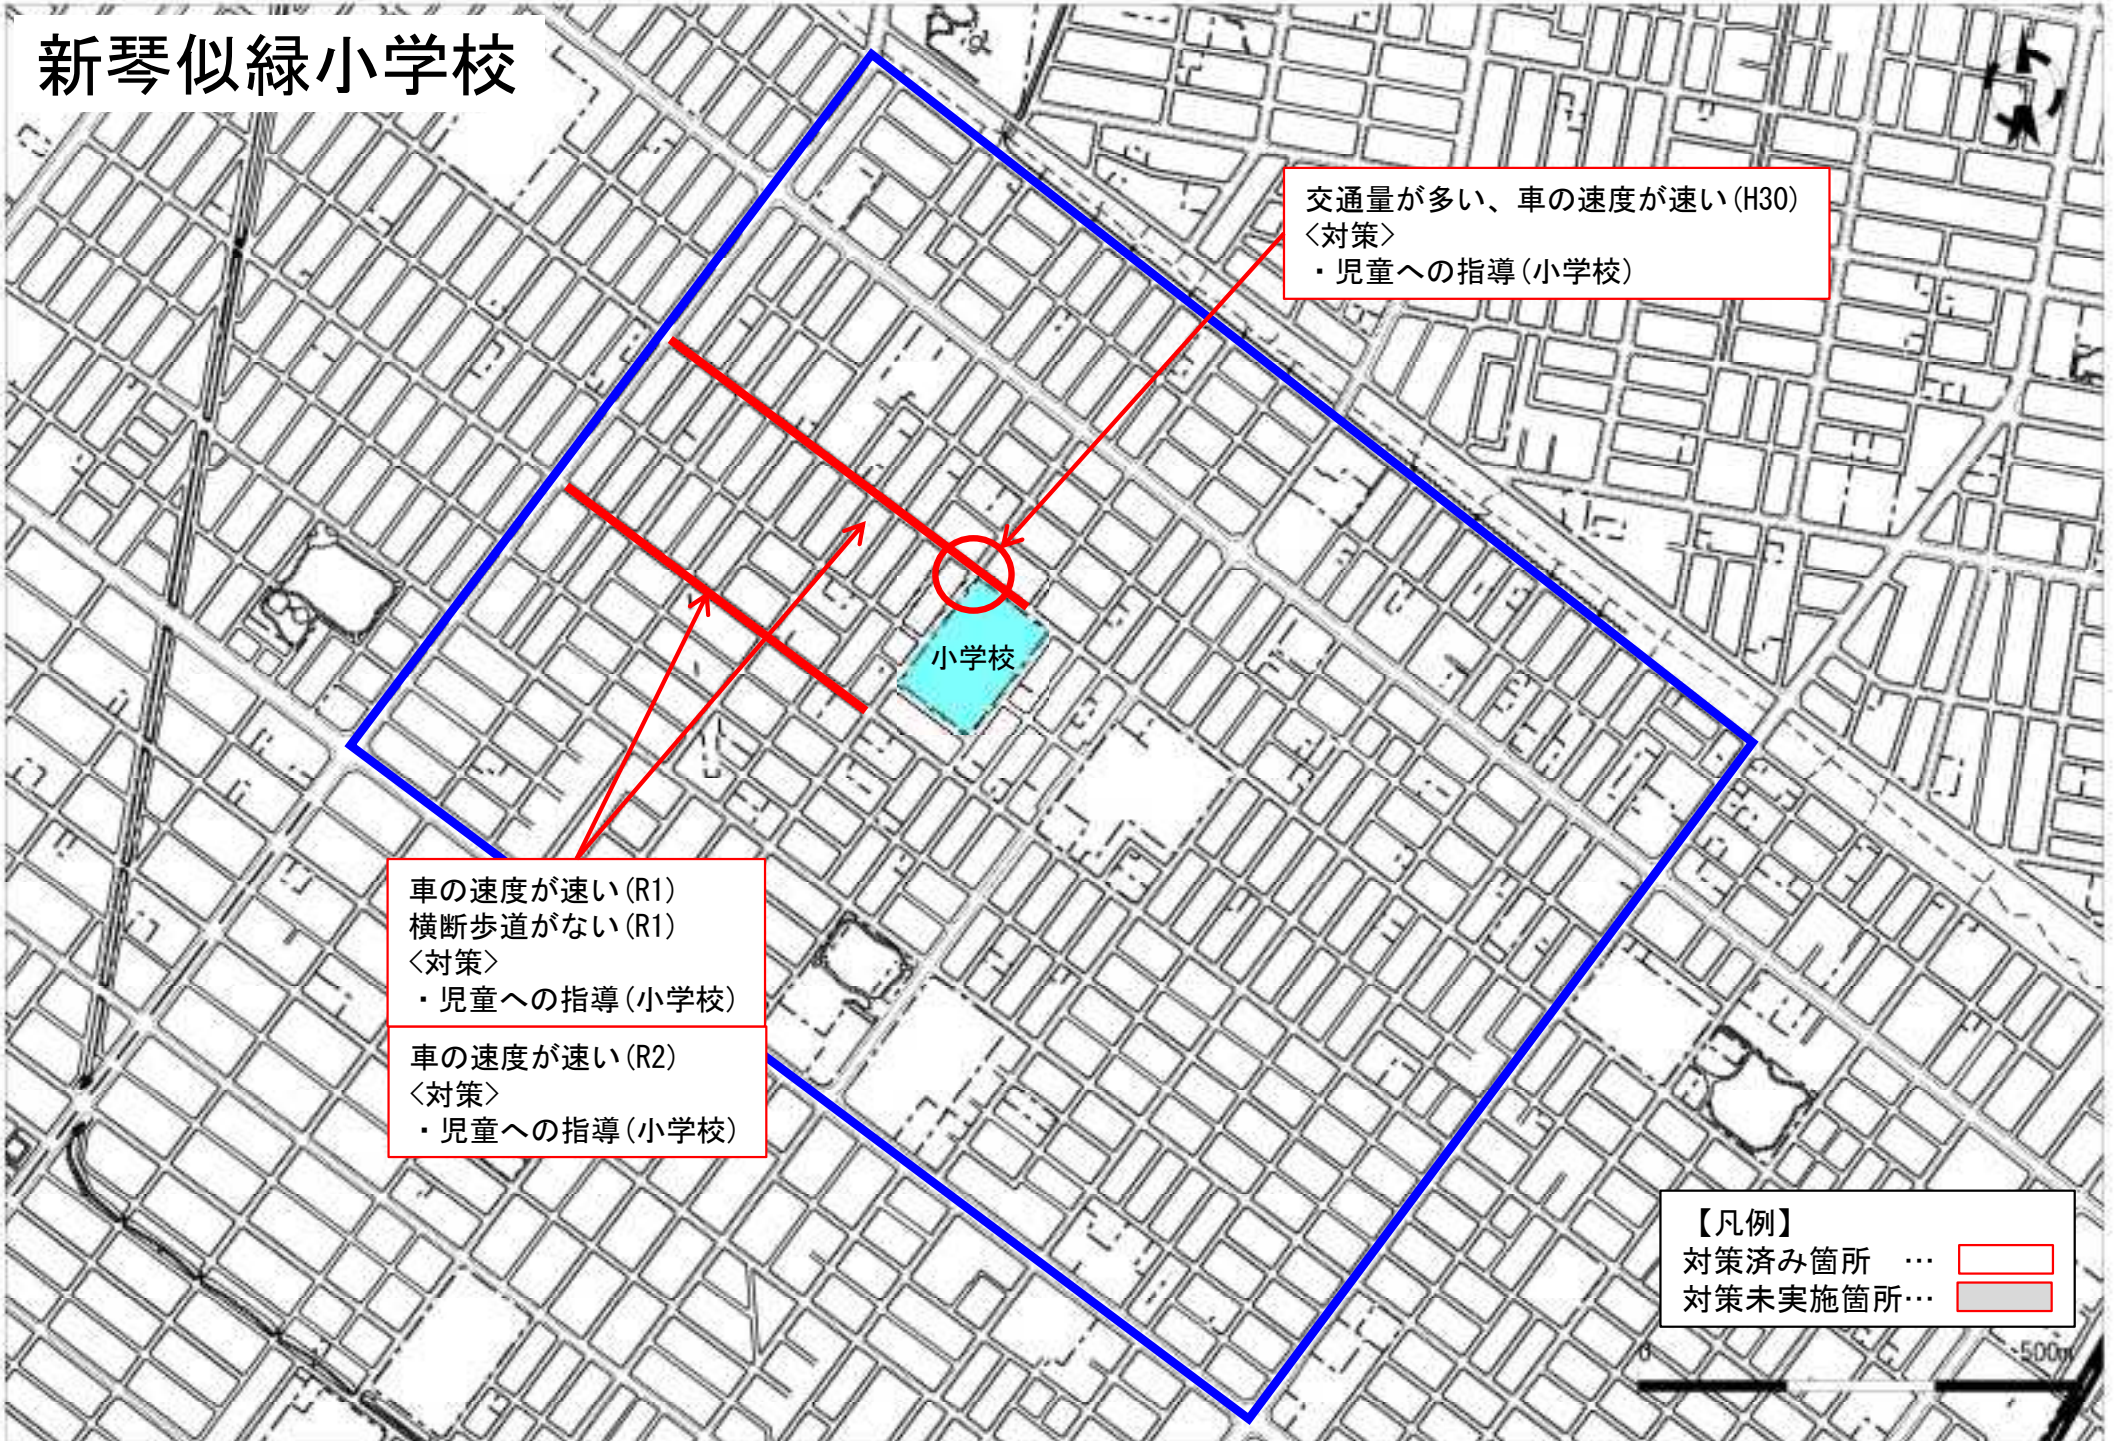 新琴似緑小学校
交通量が多い、車の速度が速い(H30)
<対策>
・児童への指導(小学校)
小学校
車の速度が速い(R1)
横断歩道がない(R1)
<対策>
・児童への指導(小学校)
車の速度が速い(R2)
<対策>
・児童への指導(小学校)
【凡例】
対策済み箇所 …
対策未実施箇所…
0 500m